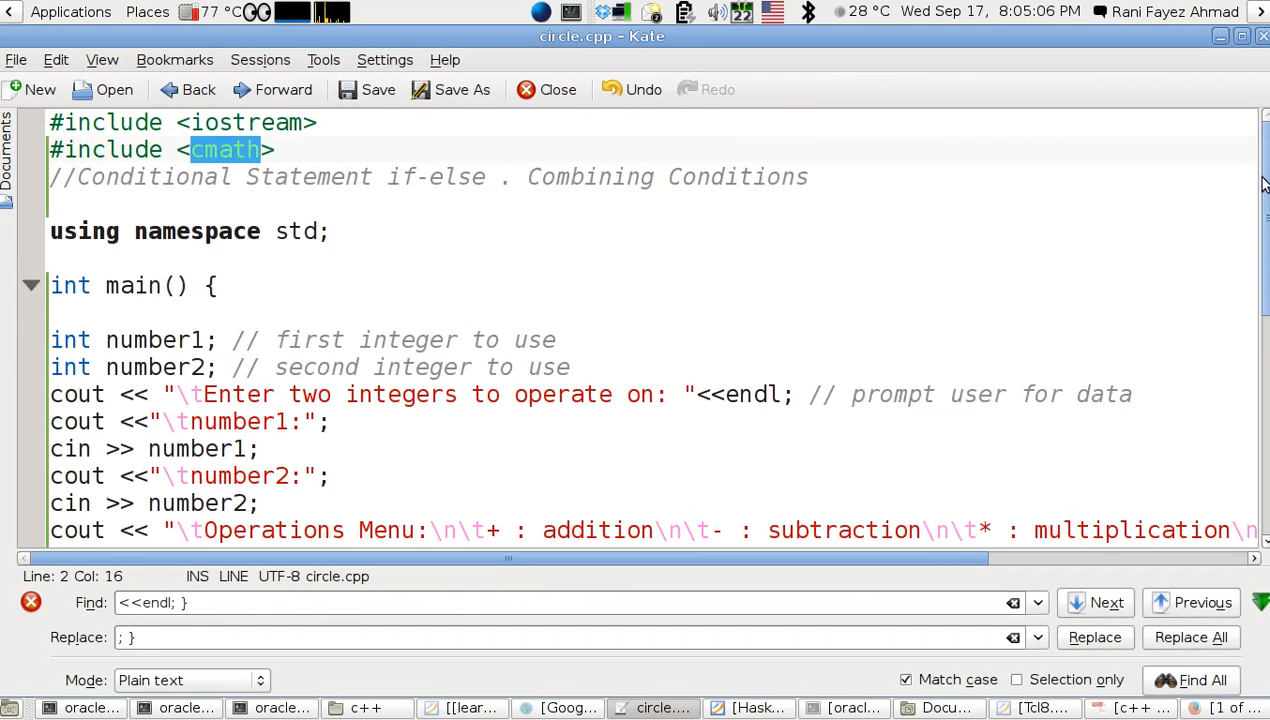 Applications Places 77 °C 22 28 °C Wed Sep 17, 8:05:06 PM Rani Fayez Ahmad
circle.cpp – Kate
File Edit View Bookmarks Sessions Tools Settings Help
New Open Back Forward Save Save As Close Undo Redo
Documents
#include <iostream>
#include <cmath>
//Conditional Statement if-else . Combining Conditions
using namespace std;
int main() {
int number1; // first integer to use
int number2; // second integer to use
cout << "\tEnter two integers to operate on: "<<endl; // prompt user for data
cout <<"\tnumber1:";
cin >> number1;
cout <<"\tnumber2:";
cin >> number2;
cout << "\tOperations Menu:\n\t+ : addition\n\t- : subtraction\n\t* : multiplication\n
Line: 2 Col: 16 INS LINE UTF-8 circle.cpp
Find: <<endl; } Next Previous
Replace: ; } Replace Replace All
Mode: Plain text Match case Selection only Find All
oracle... oracle... oracle... c++ [[lear... [Goog... circle.... [Hask... [oracl... Docu... [Tcl8.... [c++ ... [1 of ...